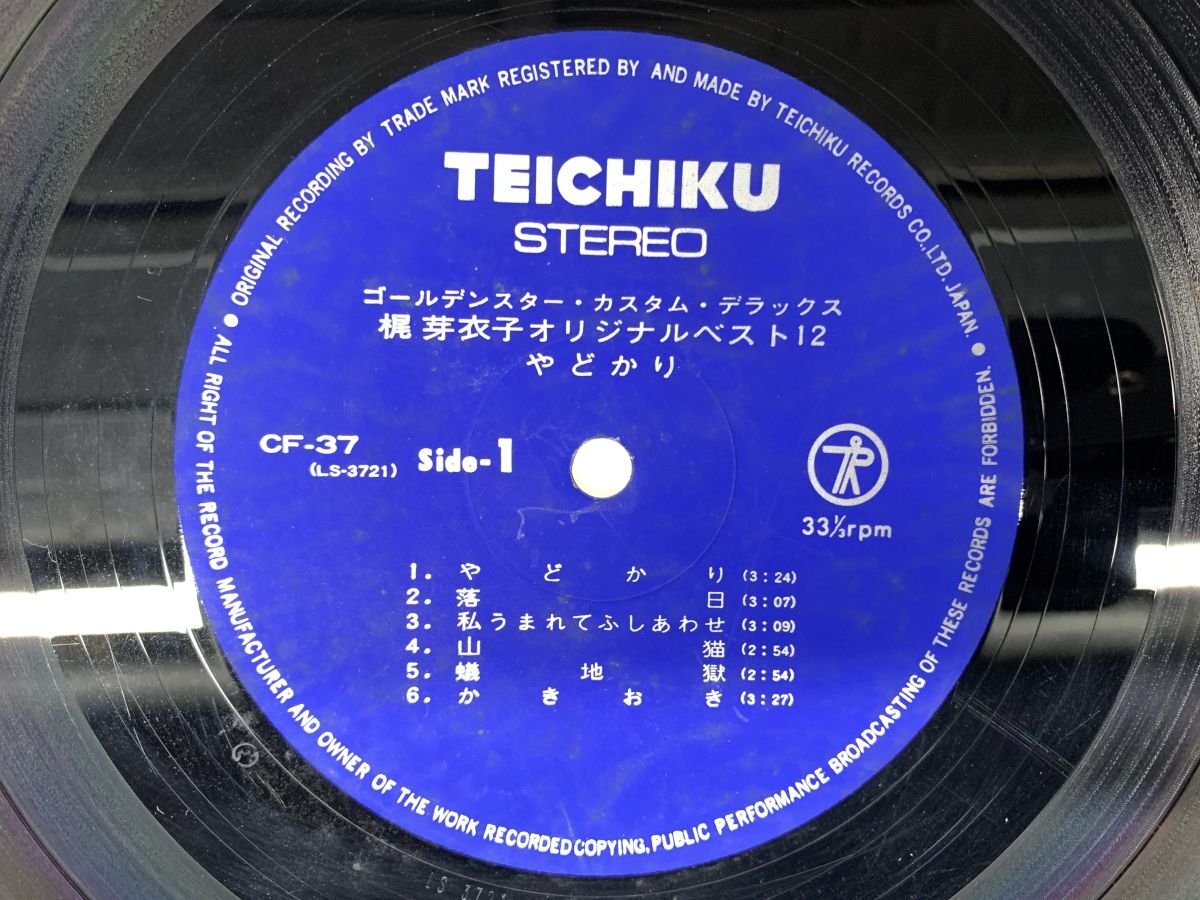 ● ORIGINAL RECORDING BY TRADE MARK REGISTERED BY AND MADE BY TEICHIKU RECORDS CO., LTD. JAPAN. ●
TEICHIKU
STEREO
ゴールデンスター・カスタム・デラックス
梶 芽衣子オリジナルベスト12
やどかり
CF-37
(LS-3721)
Side-1
33⅓rpm
1. やどかり (3:24)
2. 落日 (3:07)
3. 私うまれてふしあわせ (3:09)
4. 山猫 (2:54)
5. 蟻地獄 (2:54)
6. かきおき (3:27)
ALL RIGHT OF THE RECORD MANUFACTURER AND OWNER OF THE WORK RECORDED COPYING, PUBLIC PERFORMANCE BROADCASTING OF THESE RECORDS ARE FORBIDDEN.